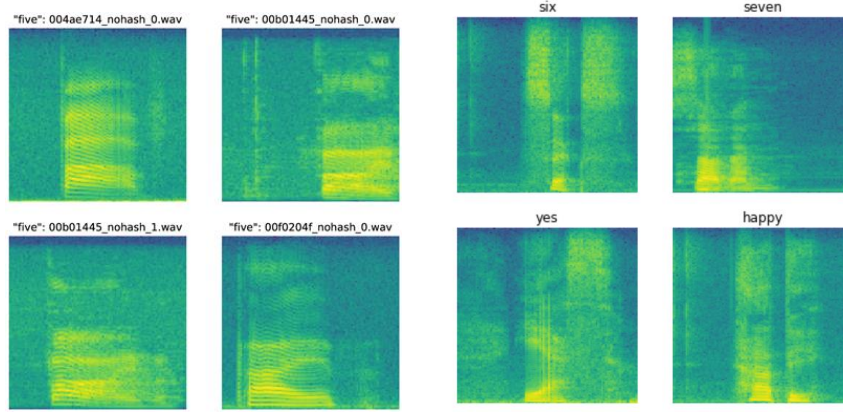 "five": 004ae714_nohash_0.wav
"five": 00b01445_nohash_0.wav
"five": 00b01445_nohash_1.wav
"five": 00f0204f_nohash_0.wav
six
seven
yes
happy